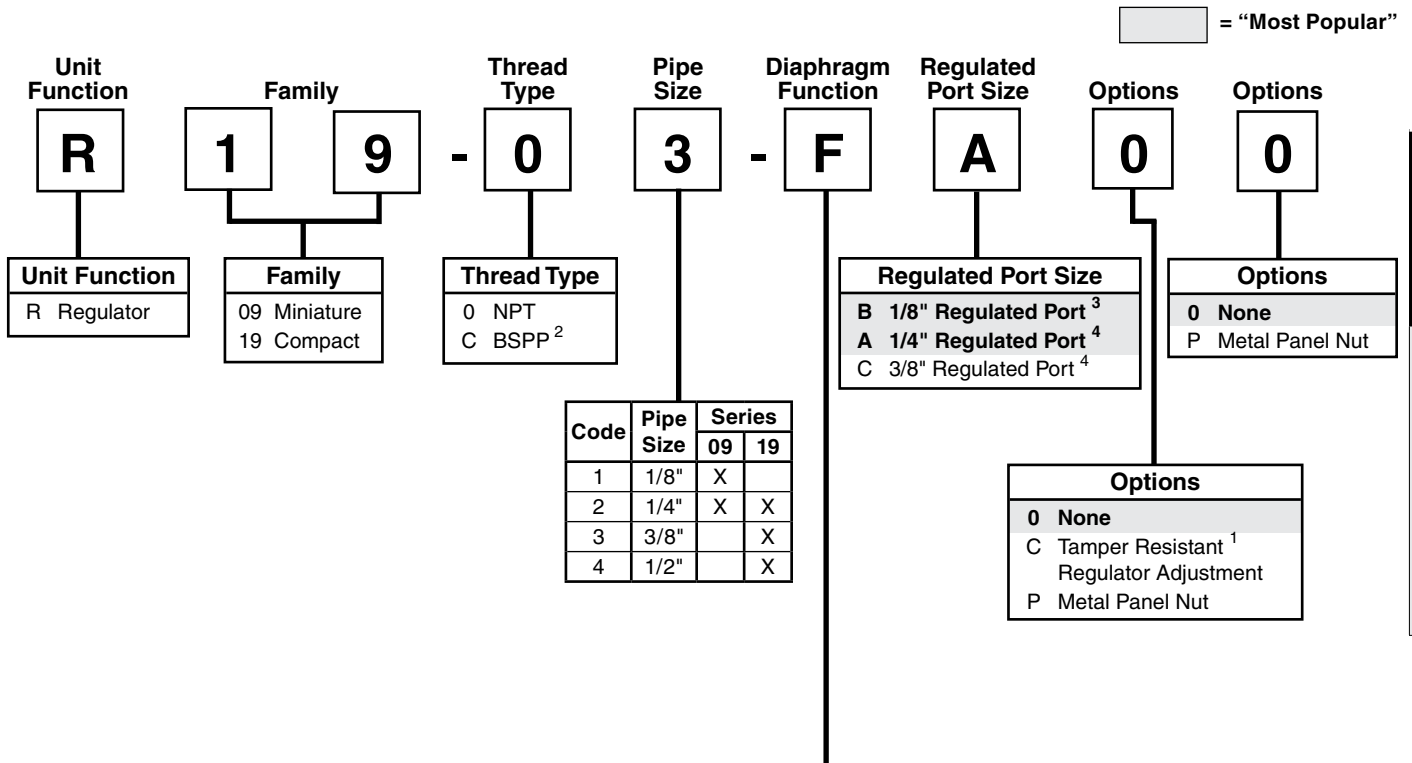 = “Most Popular”
Unit Function
Family
Thread Type
Pipe Size
Diaphragm Function
Regulated Port Size
Options
Options
R 1 9 - 0 3 - F A 0 0
Unit Function
R Regulator
Family
09 Miniature
19 Compact
Thread Type
0 NPT
C BSPP 2
Regulated Port Size
B 1/8" Regulated Port 3
A 1/4" Regulated Port 4
C 3/8" Regulated Port 4
Options
0 None
P Metal Panel Nut
Code Pipe Size Series
09 19
1 1/8" X
2 1/4" X X
3 3/8" X
4 1/2" X
Options
0 None
C Tamper Resistant 1
Regulator Adjustment
P Metal Panel Nut